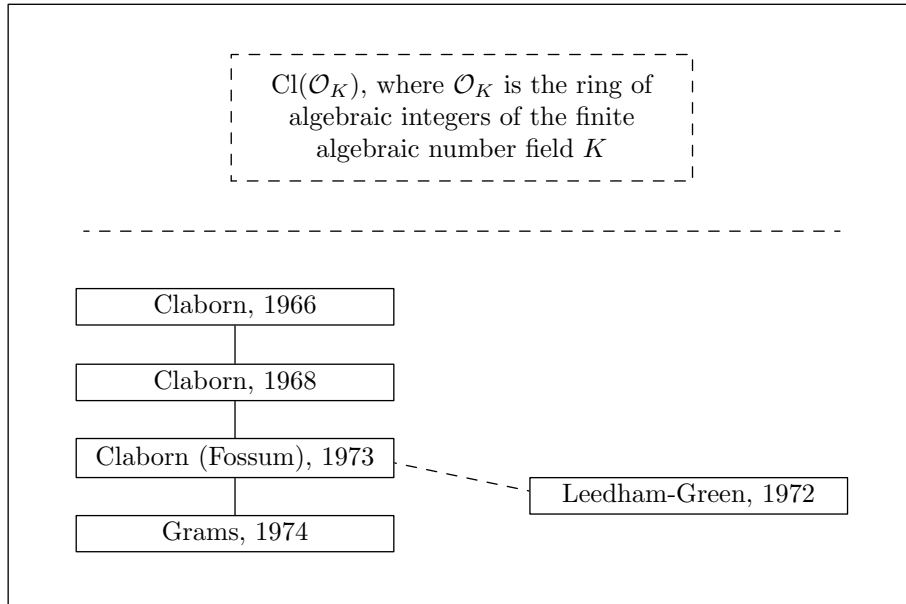 Cl(𝒪_K), where 𝒪_K is the ring of
algebraic integers of the finite
algebraic number field K
Claborn, 1966
Claborn, 1968
Claborn (Fossum), 1973
Leedham-Green, 1972
Grams, 1974